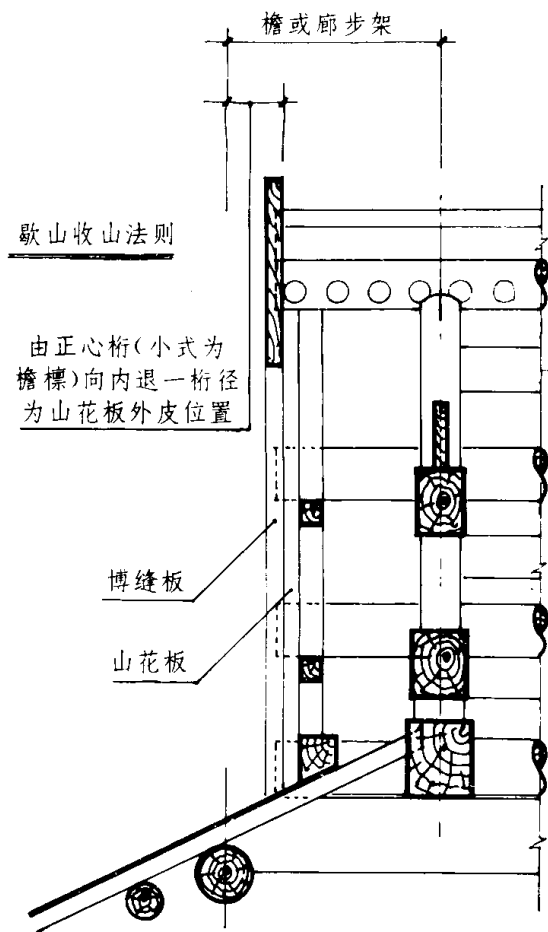 檐或廊步架
歇山收山法则
由正心桁(小式为
檐檩)向内退一桁径
为山花板外皮位置
博缝板
山花板